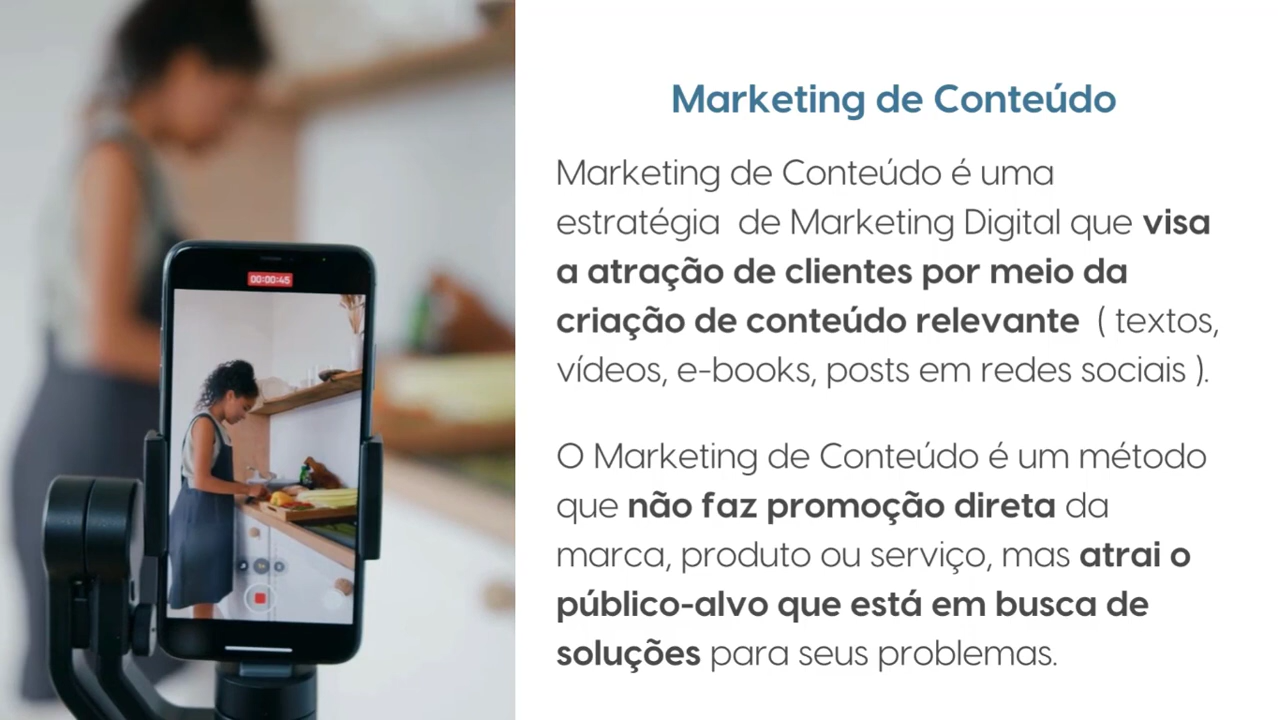 00:00:45
Marketing de Conteúdo
Marketing de Conteúdo é uma
estratégia  de Marketing Digital que visa
a atração de clientes por meio da
criação de conteúdo relevante  ( textos,
vídeos, e-books, posts em redes sociais ).
O Marketing de Conteúdo é um método
que não faz promoção direta da
marca, produto ou serviço, mas atrai o
público-alvo que está em busca de
soluções para seus problemas.